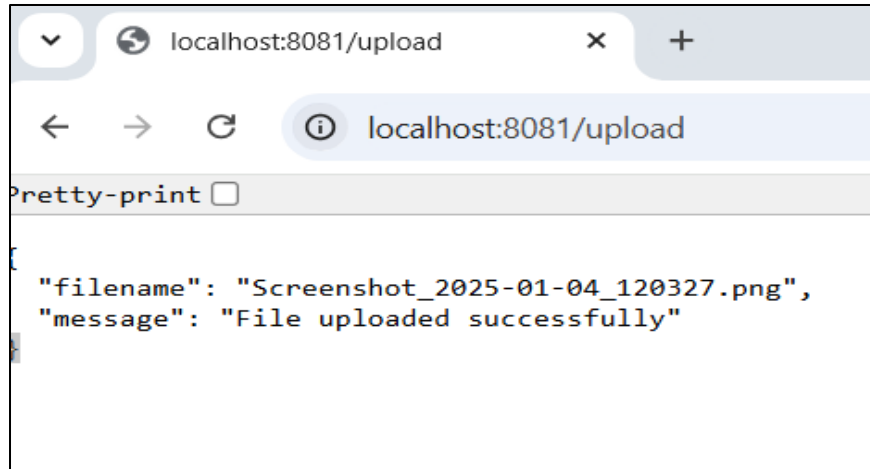 localhost:8081/upload
localhost:8081/upload
Pretty-print
{
"filename": "Screenshot_2025-01-04_120327.png",
"message": "File uploaded successfully"
}